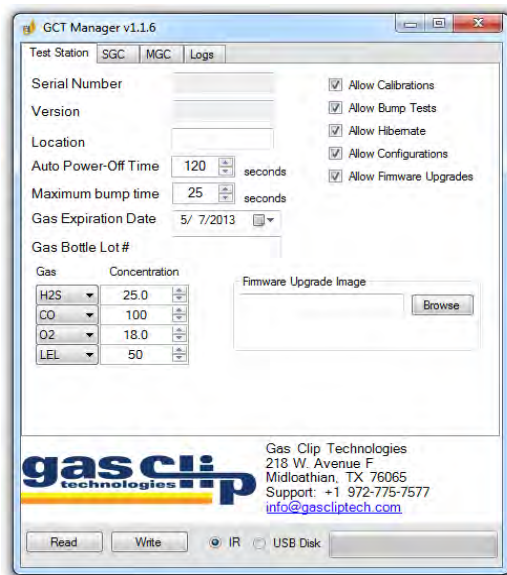 GCT Manager v1.1.6
Test Station SGC MGC Logs
Serial Number
Version
Location
Auto Power-Off Time 120 seconds
Maximum bump time 25 seconds
Gas Expiration Date 5/ 7/2013
Gas Bottle Lot #
Allow Calibrations
Allow Bump Tests
Allow Hibernate
Allow Configurations
Allow Firmware Upgrades
Gas Concentration
H2S 25.0
CO 100
O2 18.0
LEL 50
Firmware Upgrade Image
Browse
gas clip
technologies
Gas Clip Technologies
218 W. Avenue F
Midloathian, TX 76065
Support: +1 972-775-7577
info@gascliptech.com
Read Write IR USB Disk